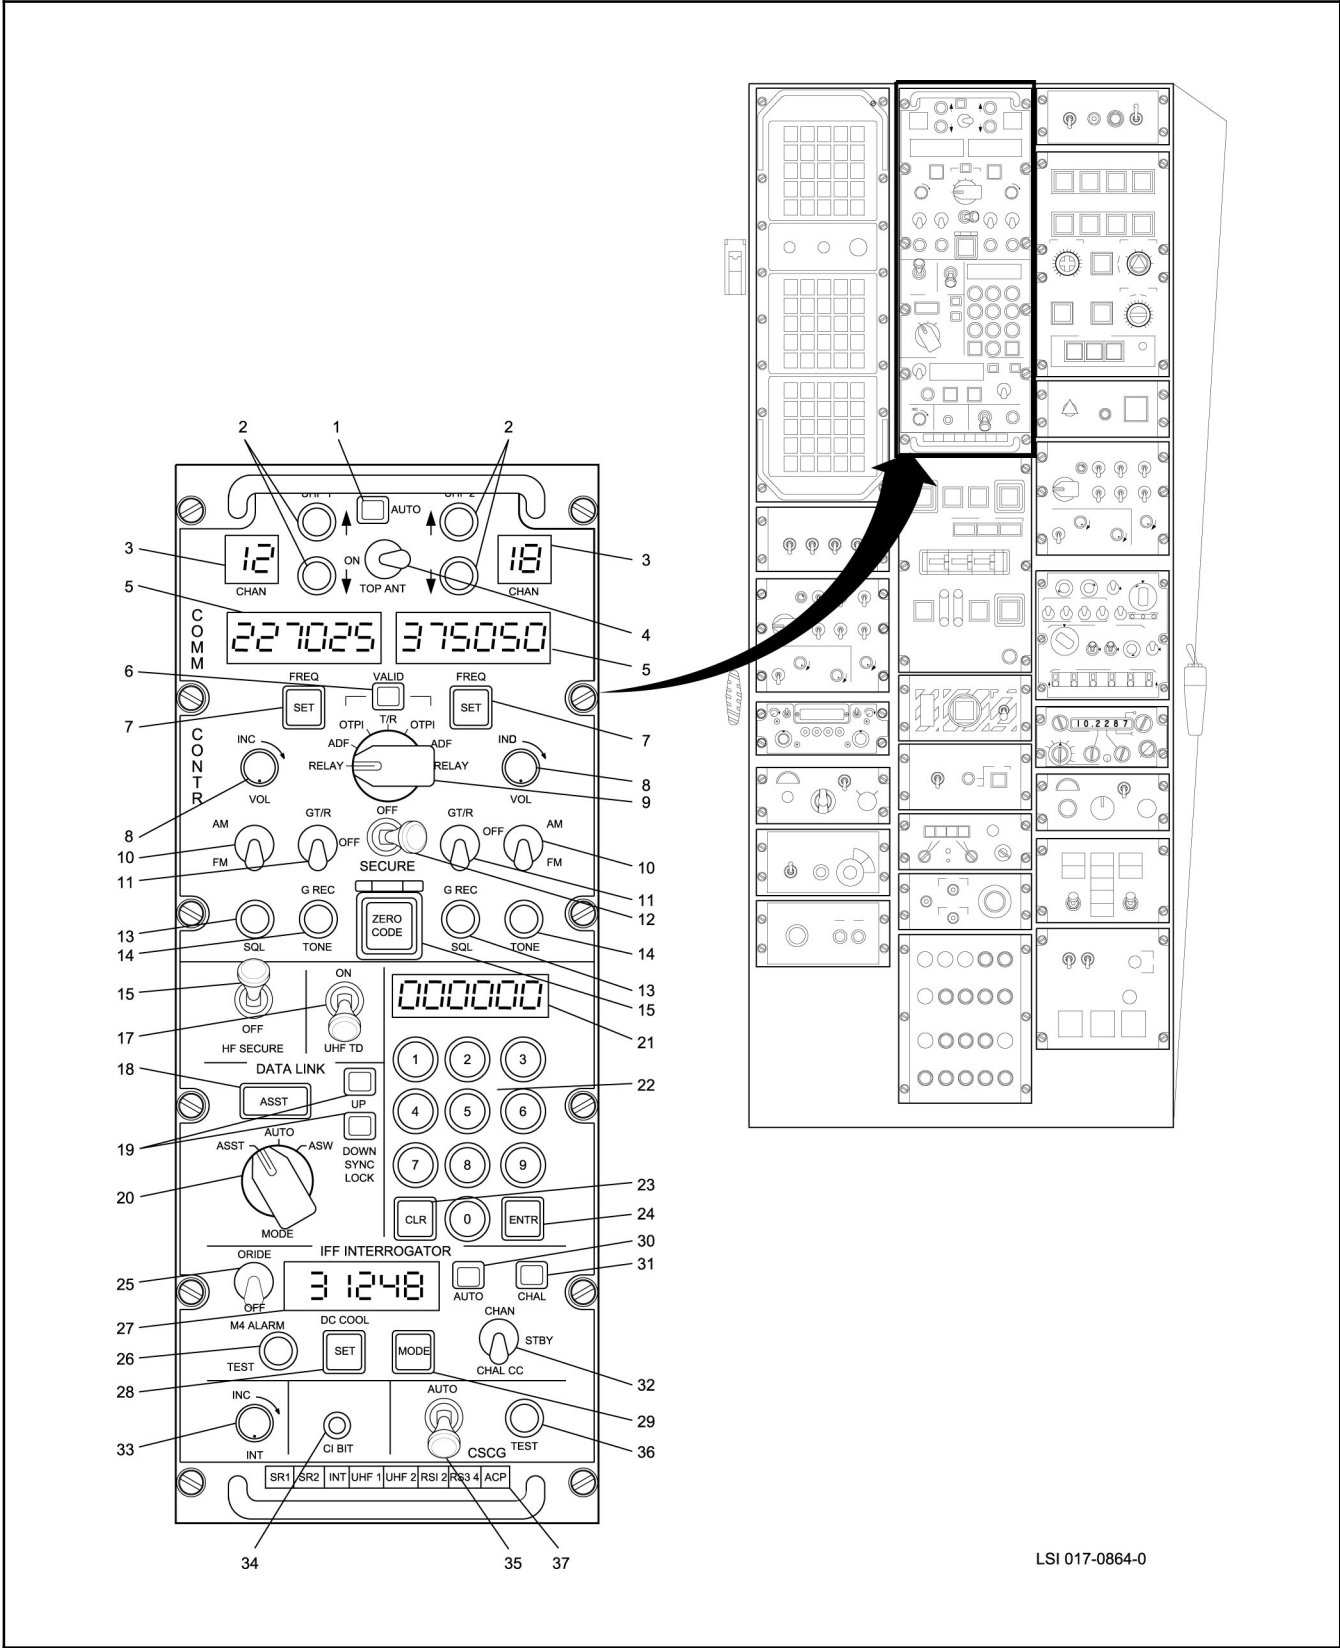 2 1 2
UHF 1 UHF 2
AUTO
3 12 18 3
ON
CHAN TOP ANT CHAN
5 4
COMM 227025 375050 5
6 FREQ VALID FREQ
SET SET
7 OTPI T/R OTPI 7
CONTR INC ADF ADF IND
RELAY RELAY 8
VOL VOL 9
8 AM GT/R OFF GT/R AM
10 OFF OFF 10
FM SECURE FM
11 11
G REC G REC 12
ZERO
CODE
13 SQL TONE SQL TONE 14
14 13
15 ON 15
000000
OFF 21
17 HF SECURE UHF TD
18 DATA LINK 1 2 3
ASST UP 22
4 5 6
19 AUTO
ASST ASW DOWN
SYNC
LOCK
7 8 9
20 23
MODE CLR 0 ENTR 24
ORIDE IFF INTERROGATOR 30
25 31248 31
OFF AUTO CHAL
27 M4 ALARM DC COOL CHAN
26 SET MODE STBY
TEST
28 CHAL CC 32
INC AUTO 29
33 INT CI BIT CSCG TEST 36
SR1 SR2 INT UHF 1 UHF 2 RSI 2 RS3 4 ACP
34 35 37
INC
10.2287
LSI 017-0864-0